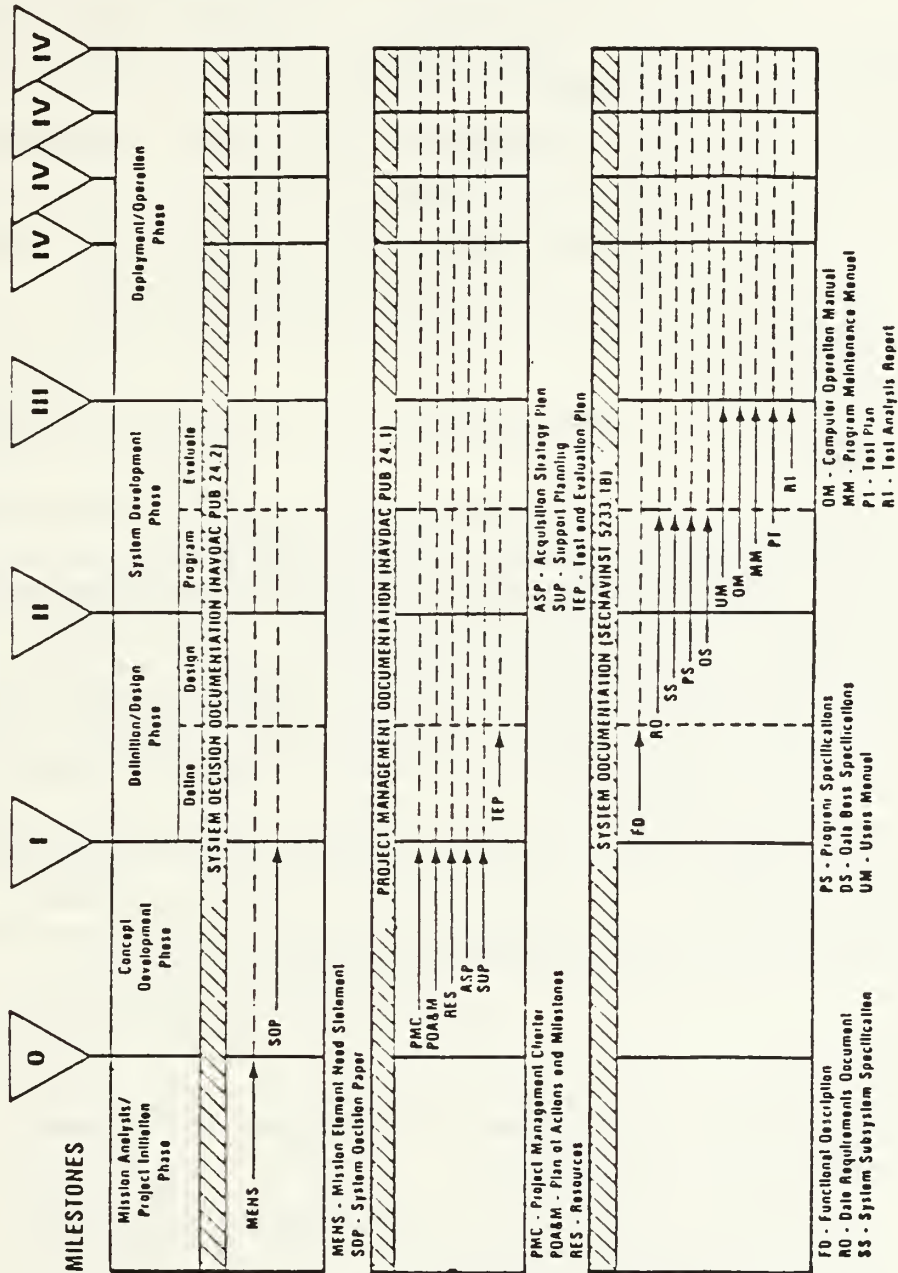 MILESTONES
0 I II III IV IV IV IV
Mission Analysis/
Project Initiation
Phase
Concept
Development
Phase
Definition/Design
Phase
Define Design
System Development
Phase
Program Evaluate
Deployment/Operation
Phase
SYSTEM DECISION DOCUMENTATION (NAVDAC PUB 24.2)
MENS
SDP
MENS - Mission Element Need Statement
SDP - System Decision Paper
PROJECT MANAGEMENT DOCUMENTATION (NAVDAC PUB 24.1)
PMC
POA&M
RES
ASP
SUP
TEP
PMC - Project Management Charter
POA&M - Plan of Actions and Milestones
RES - Resources
ASP - Acquisition Strategy Plan
SUP - Support Planning
TEP - Test and Evaluation Plan
SYSTEM DOCUMENTATION (SECNAVINST 5233.1B)
FD
RD
SS
PS
DS
UM
OM
MM
PT
RT
FD - Functional Description
RD - Data Requirements Document
SS - System Subsystem Specification
PS - Program Specifications
DS - Data Base Specifications
UM - Users Manual
OM - Computer Operation Manual
MM - Program Maintenance Manual
PT - Test Plan
RT - Test Analysis Report